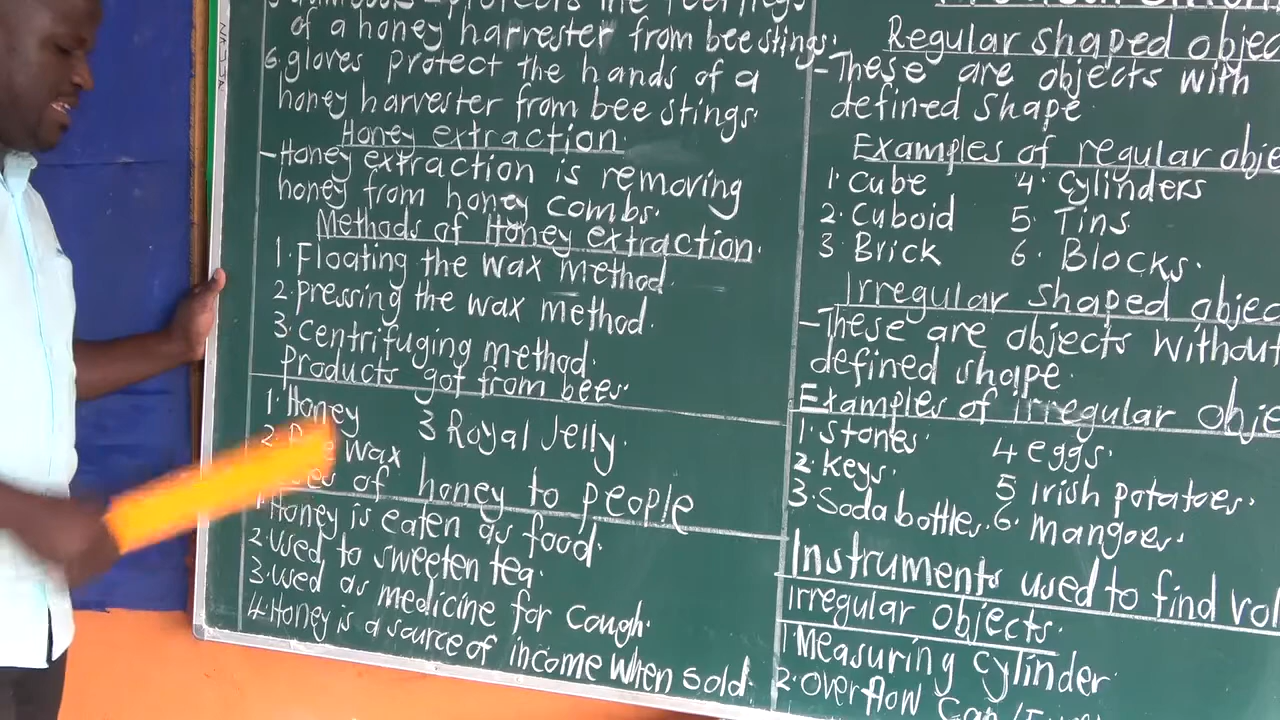 of a honey harvester from bee stings.
6. gloves protect the hands of a
honey harvester from bee stings.
Honey extraction.
-Honey extraction is removing
honey from honey combs.
Methods of Honey extraction.
1. Floating the wax method.
2. pressing the wax method.
3. Centrifuging method.
products got from bees.
1. Honey
3 Royal Jelly.
2. wax
of honey to people
1. Honey is eaten as food.
2. used to sweeten tea.
3. used as medicine for Cough.
4. Honey is a source of income when sold.
Regular shaped
-These are objects with
defined shape.
Examples of regular
1. Cube
2. Cuboid
3. Brick
4. Cylinders
5. Tins
6. Blocks.
Irregular shaped
-These are objects without
defined shape.
Examples of irregular
1. stones.
2. keys.
3. Soda bottles.
4 eggs.
5 irish potatoes.
6. mangoes.
Instruments used to find
irregular objects.
1. Measuring cylinder.
2. Overflow Can